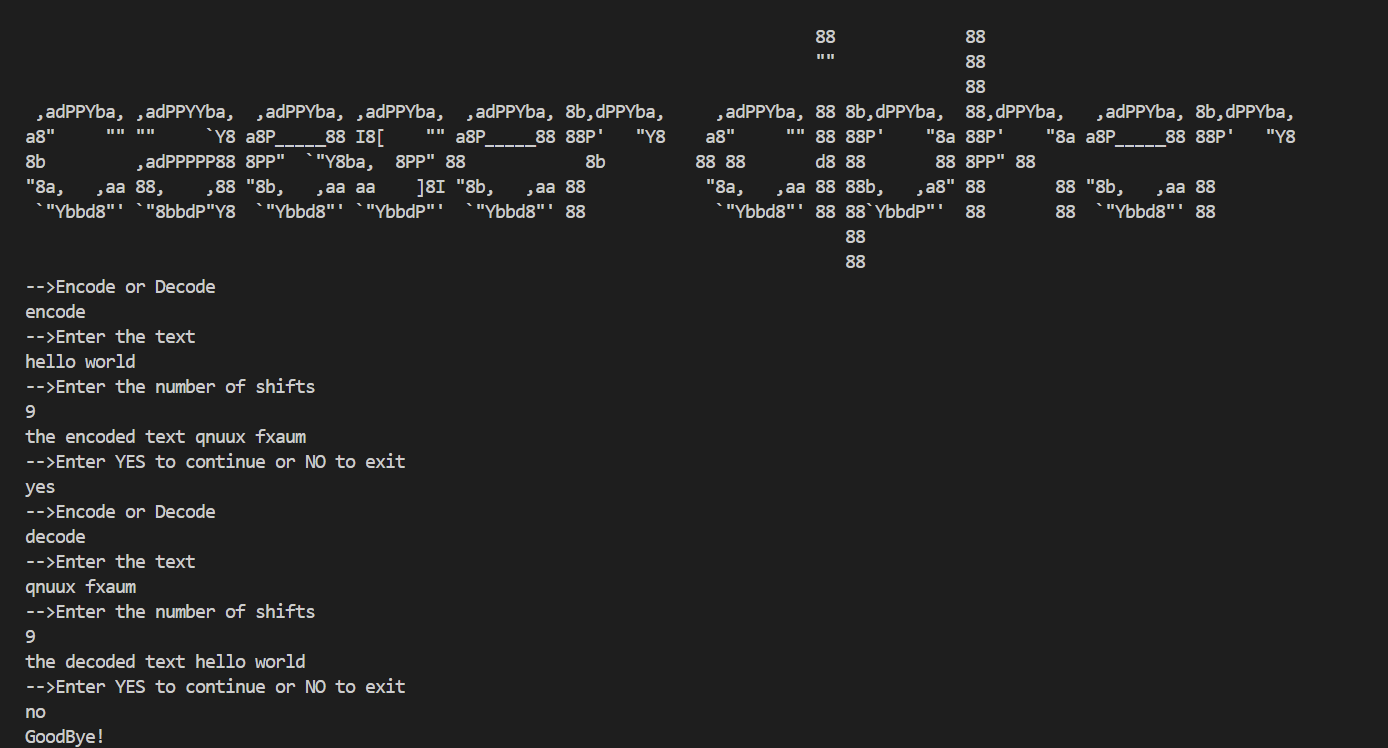 88             88
                                                                               ""             88
                                                                                              88
 ,adPPYba, ,adPPYYba,  ,adPPYba, ,adPPYba,  ,adPPYba, 8b,dPPYba,     ,adPPYba, 88 8b,dPPYba,  88,dPPYba,   ,adPPYba, 8b,dPPYba,
a8"     "" ""     `Y8 a8P_____88 I8[    "" a8P_____88 88P'   "Y8    a8"     "" 88 88P'    "8a 88P'    "8a a8P_____88 88P'   "Y8
8b         ,adPPPPP88 8PP"  `"Y8ba,  8PP" 88            8b         88 88       d8 88       88 8PP" 88
"8a,   ,aa 88,    ,88 "8b,   ,aa aa    ]8I "8b,   ,aa 88            "8a,   ,aa 88 88b,   ,a8" 88       88 "8b,   ,aa 88
 `"Ybbd8"' `"8bbdP"Y8  `"Ybbd8"' `"YbbdP"'  `"Ybbd8"' 88             `"Ybbd8"' 88 88`YbbdP"'  88       88  `"Ybbd8"' 88
                                                                                  88
                                                                                  88
-->Encode or Decode
encode
-->Enter the text
hello world
-->Enter the number of shifts
9
the encoded text qnuux fxaum
-->Enter YES to continue or NO to exit
yes
-->Encode or Decode
decode
-->Enter the text
qnuux fxaum
-->Enter the number of shifts
9
the decoded text hello world
-->Enter YES to continue or NO to exit
no
GoodBye!